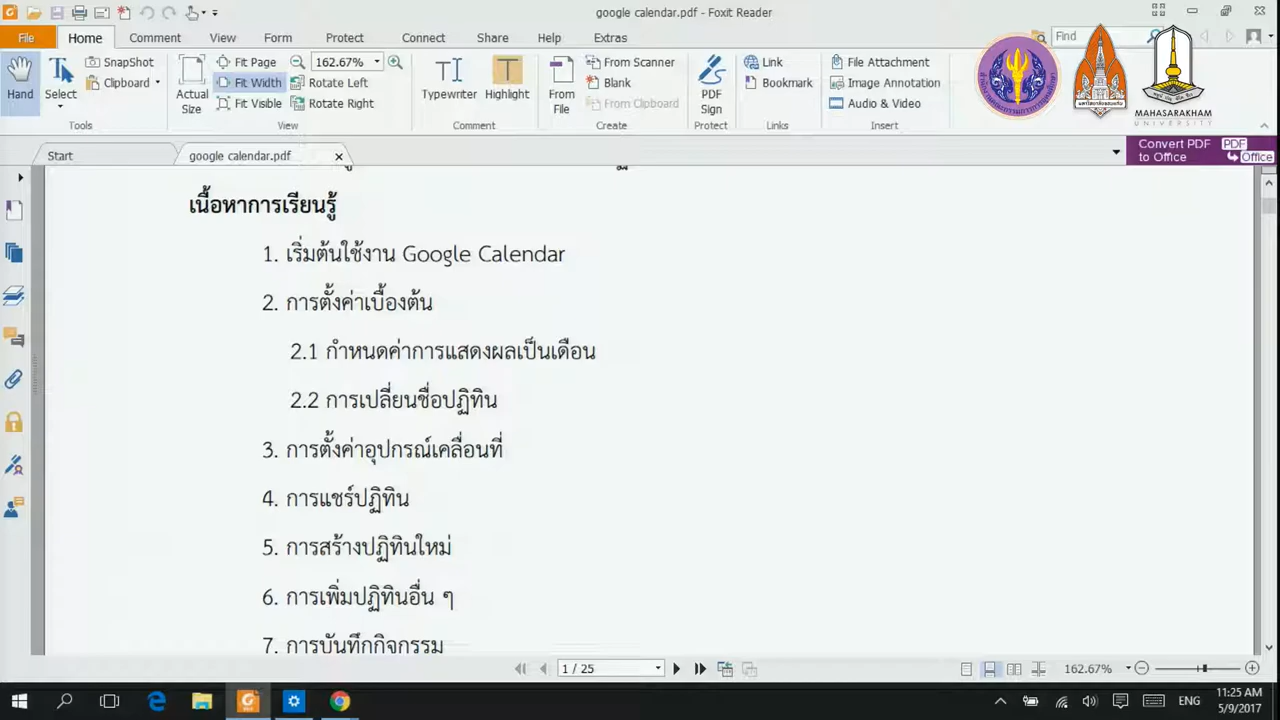 google calendar.pdf - Foxit Reader
File Home Comment View Form Protect Connect Share Help Extras Find
Hand Select SnapShot Clipboard Actual Size Fit Page Fit Width Fit Visible 162.67% Rotate Left Rotate Right Typewriter Highlight From File From Scanner Blank From Clipboard PDF Sign Link Bookmark File Attachment Image Annotation Audio & Video
Tools View Comment Create Protect Links Insert
MAHASARAKHAM
UNIVERSITY
Start google calendar.pdf
Convert PDF to Office PDF Office
เนื้อหาการเรียนรู้
1. เริ่มต้นใช้งาน Google Calendar
2. การตั้งค่าเบื้องต้น
2.1 กำหนดค่าการแสดงผลเป็นเดือน
2.2 การเปลี่ยนชื่อปฏิทิน
3. การตั้งค่าอุปกรณ์เคลื่อนที่
4. การแชร์ปฏิทิน
5. การสร้างปฏิทินใหม่
6. การเพิ่มปฏิทินอื่น ๆ
7. การบันทึกกิจกรรม
1 / 25 162.67%
ENG
11:25 AM
5/9/2017